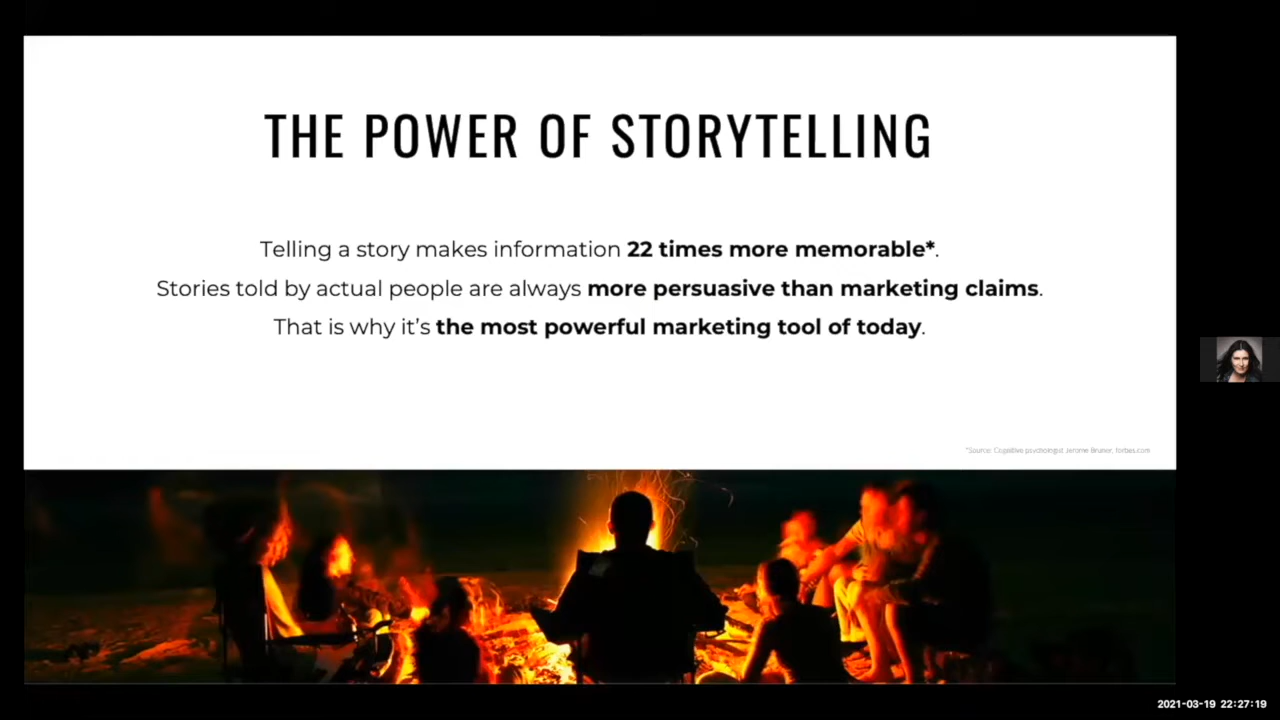 THE POWER OF STORYTELLING
Telling a story makes information 22 times more memorable*.
Stories told by actual people are always more persuasive than marketing claims.
That is why it’s the most powerful marketing tool of today.
*Source: Cognitive psychologist Jerome Bruner, forbes.com
2021-03-19 22:27:19